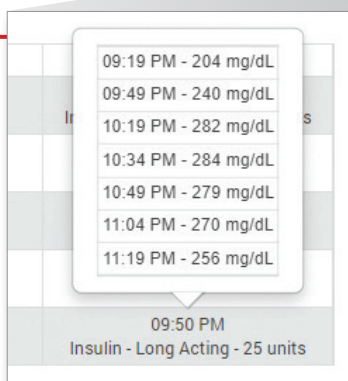 09:19 PM - 204 mg/dL
09:49 PM - 240 mg/dL
10:19 PM - 282 mg/dL
10:34 PM - 284 mg/dL
10:49 PM - 279 mg/dL
11:04 PM - 270 mg/dL
11:19 PM - 256 mg/dL
09:50 PM
Insulin - Long Acting - 25 units